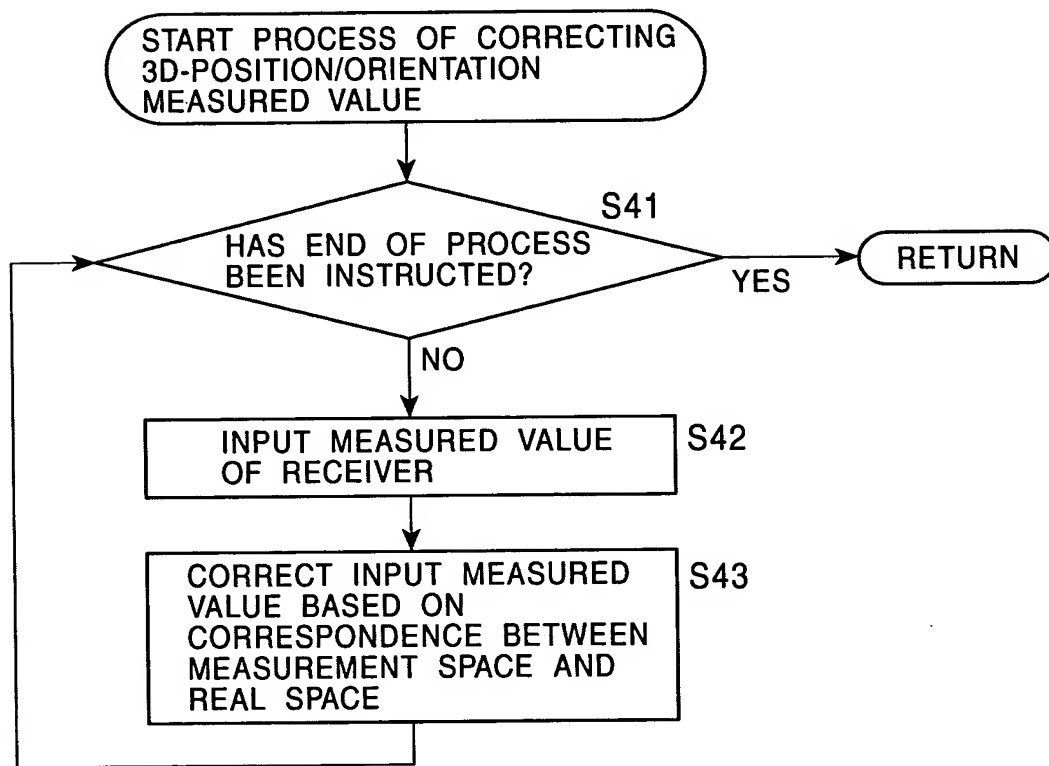 START PROCESS OF CORRECTING
3D-POSITION/ORIENTATION
MEASURED VALUE
S41
HAS END OF PROCESS
BEEN INSTRUCTED?
YES
RETURN
NO
INPUT MEASURED VALUE
OF RECEIVER
S42
CORRECT INPUT MEASURED
VALUE BASED ON
CORRESPONDENCE BETWEEN
MEASUREMENT SPACE AND
REAL SPACE
S43